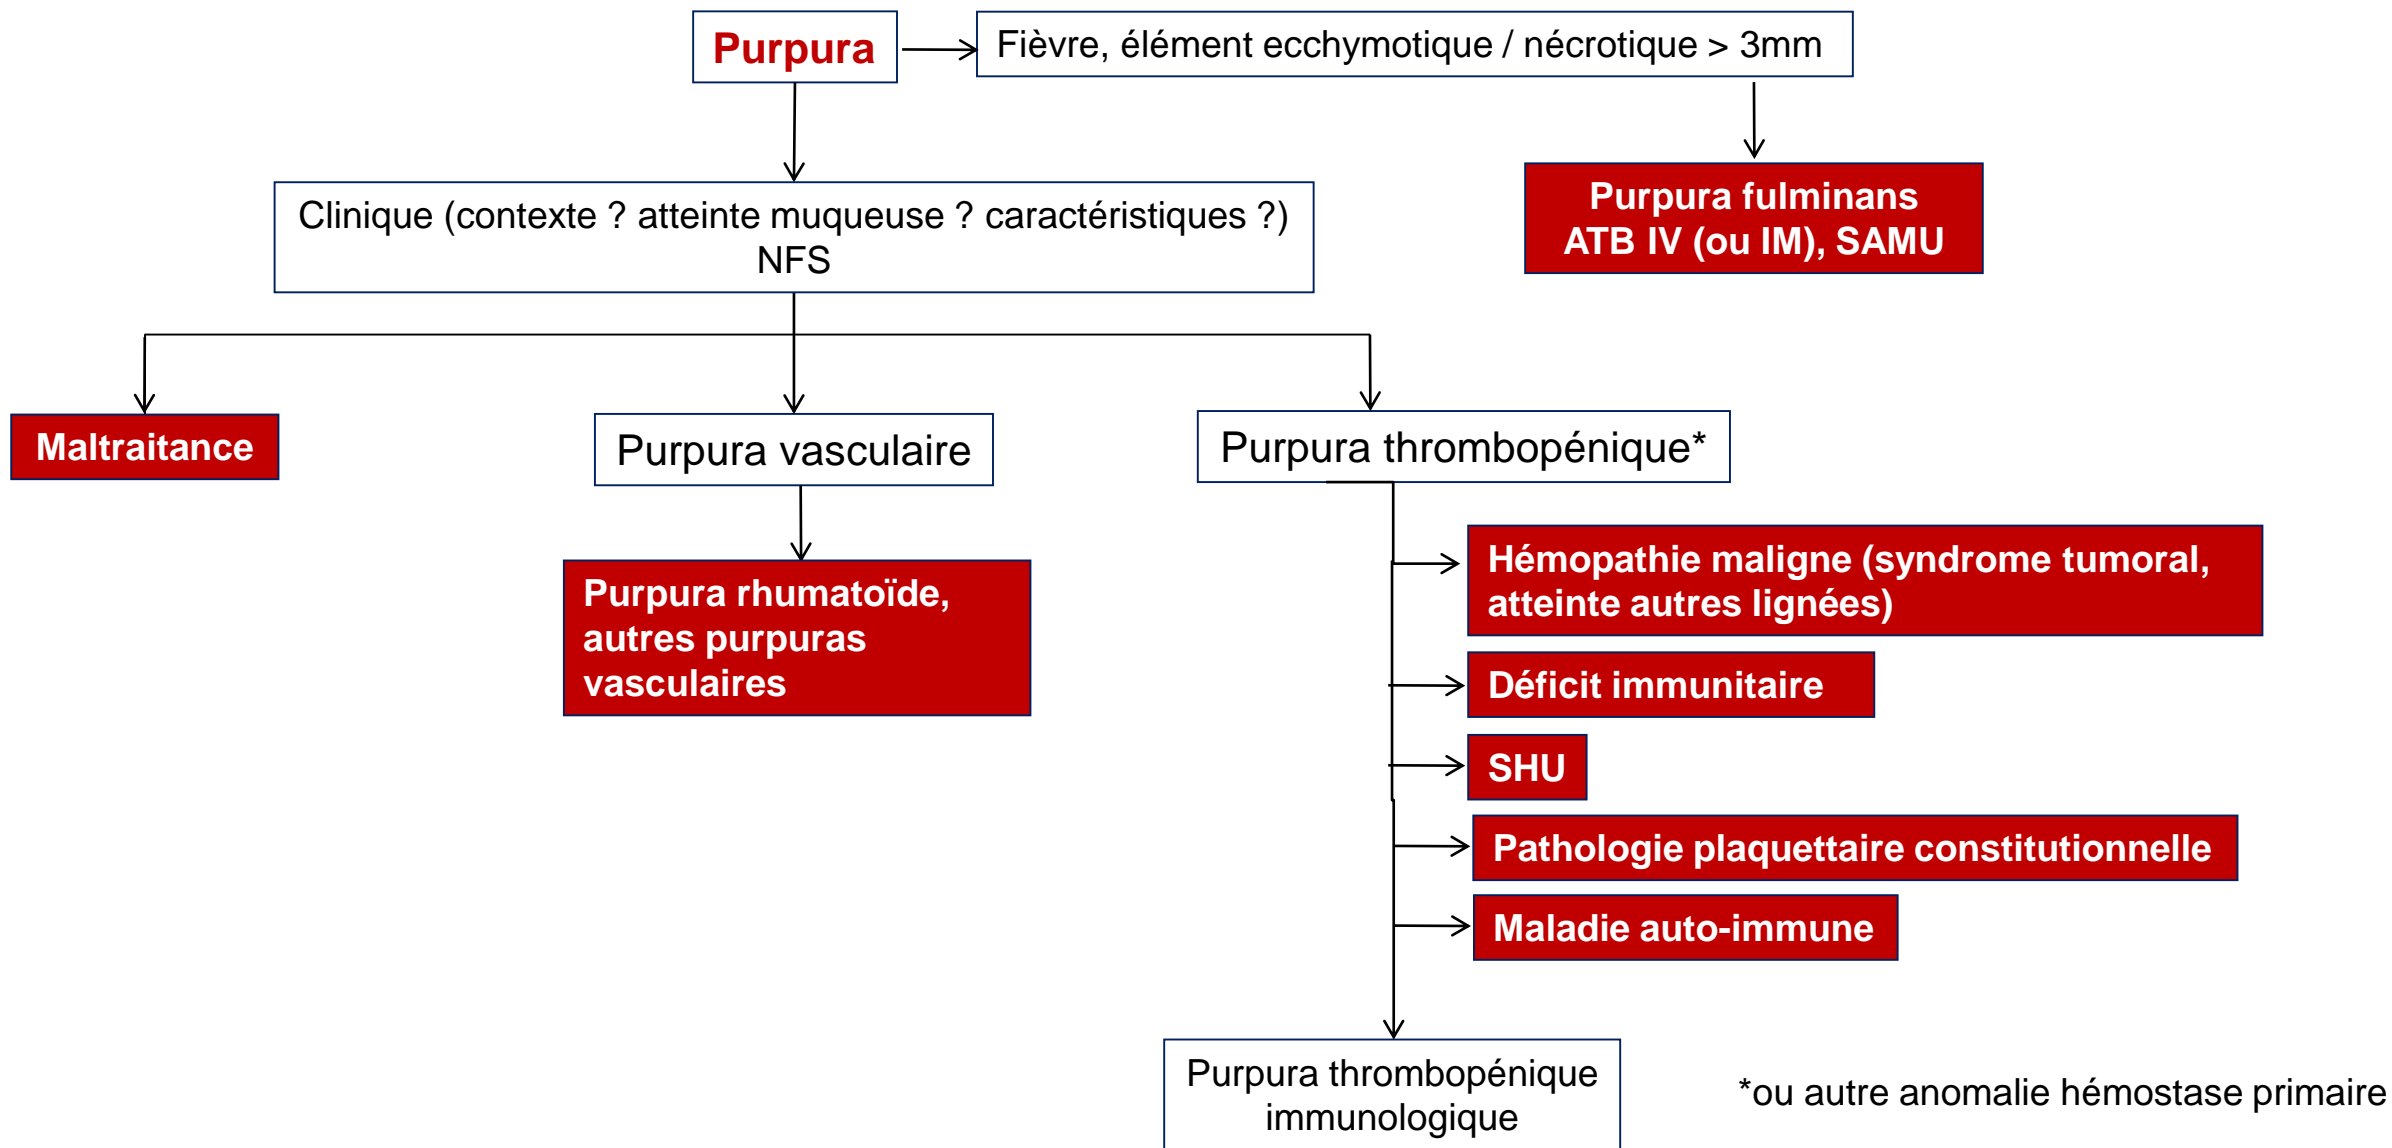 Purpura
Fièvre, élément ecchymotique / nécrotique > 3mm
Purpura fulminans
ATB IV (ou IM), SAMU
Clinique (contexte ? atteinte muqueuse ? caractéristiques ?)
NFS
Maltraitance
Purpura vasculaire
Purpura thrombopénique*
Purpura rhumatoïde,
autres purpuras
vasculaires
Hémopathie maligne (syndrome tumoral,
atteinte autres lignées)
Déficit immunitaire
SHU
Pathologie plaquettaire constitutionnelle
Maladie auto-immune
Purpura thrombopénique
immunologique
*ou autre anomalie hémostase primaire